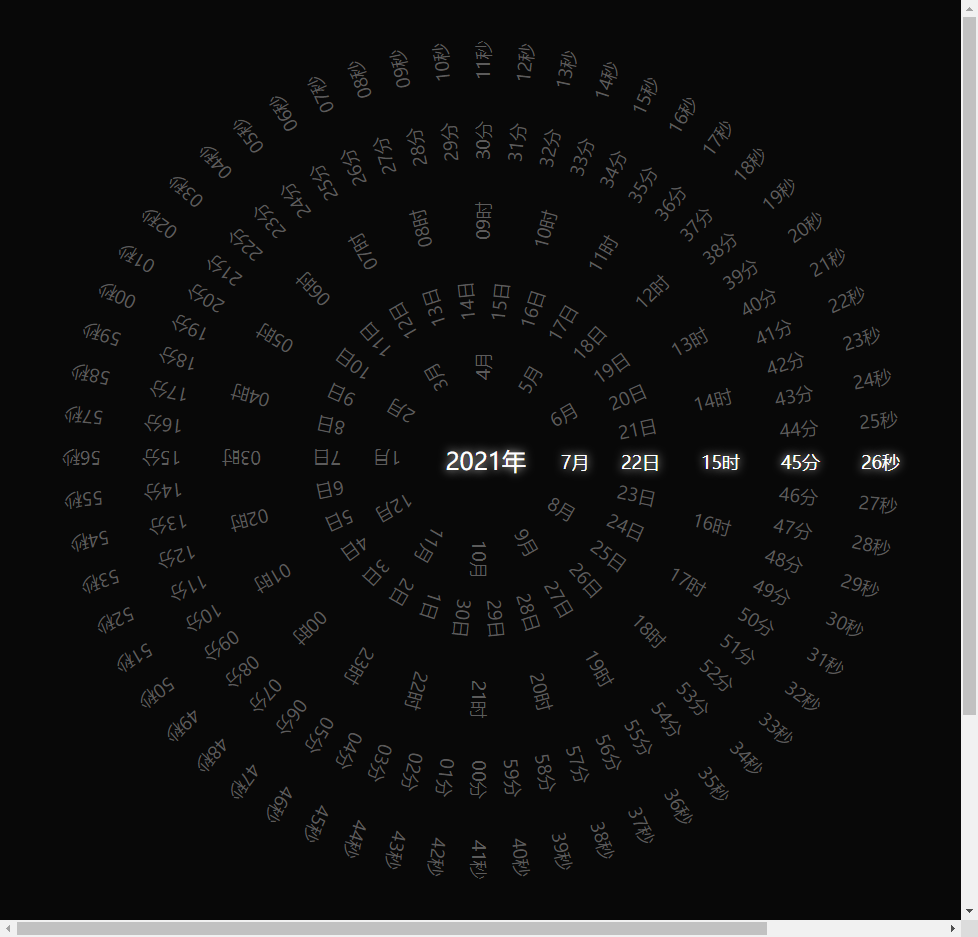 2021年 7月 22日 15时 45分 26秒
1月
2月
3月
4月
5月
6月
8月
9月
10月
11月
12月
1日
2日
3日
4日
5日
6日
7日
8日
9日
10日
11日
12日
13日
14日
15日
16日
17日
18日
19日
20日
21日
23日
24日
25日
26日
27日
28日
29日
30日
00时
01时
02时
03时
04时
05时
06时
07时
08时
09时
10时
11时
12时
13时
14时
16时
17时
18时
19时
20时
21时
22时
23时
00分
01分
02分
03分
04分
05分
06分
07分
08分
09分
10分
11分
12分
13分
14分
15分
16分
17分
18分
19分
20分
21分
22分
23分
24分
25分
26分
27分
28分
29分
30分
31分
32分
33分
34分
35分
36分
37分
38分
39分
40分
41分
42分
43分
44分
46分
47分
48分
49分
50分
51分
52分
53分
54分
55分
56分
57分
58分
59分
00秒
01秒
02秒
03秒
04秒
05秒
06秒
07秒
08秒
09秒
10秒
11秒
12秒
13秒
14秒
15秒
16秒
17秒
18秒
19秒
20秒
21秒
22秒
23秒
24秒
25秒
27秒
28秒
29秒
30秒
31秒
32秒
33秒
34秒
35秒
36秒
37秒
38秒
39秒
40秒
41秒
42秒
43秒
44秒
45秒
46秒
47秒
48秒
49秒
50秒
51秒
52秒
53秒
54秒
55秒
56秒
57秒
58秒
59秒